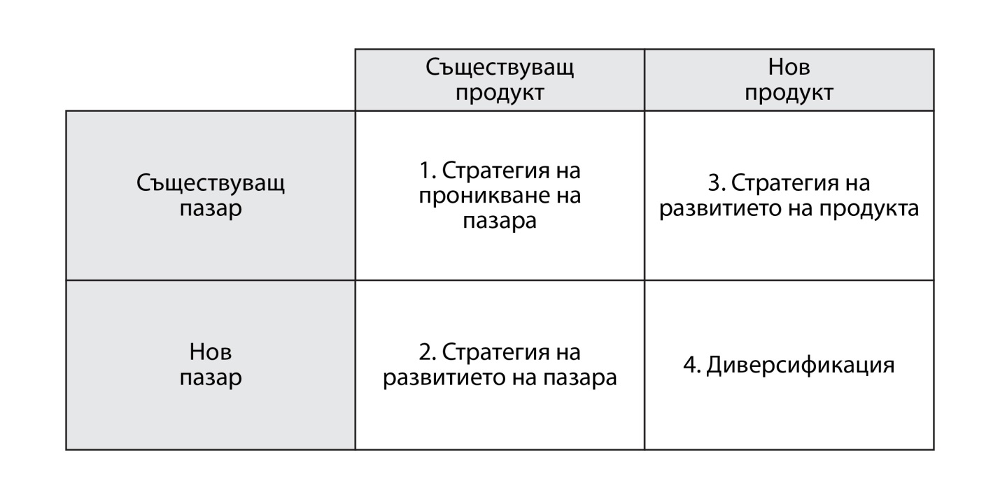 Съществуващ
продукт
Нов
продукт
Съществуващ
пазар
1. Стратегия на
проникване на
пазара
3. Стратегия на
развитието на продукта
Нов
пазар
2. Стратегия на
развитието на пазара
4. Диверсификация